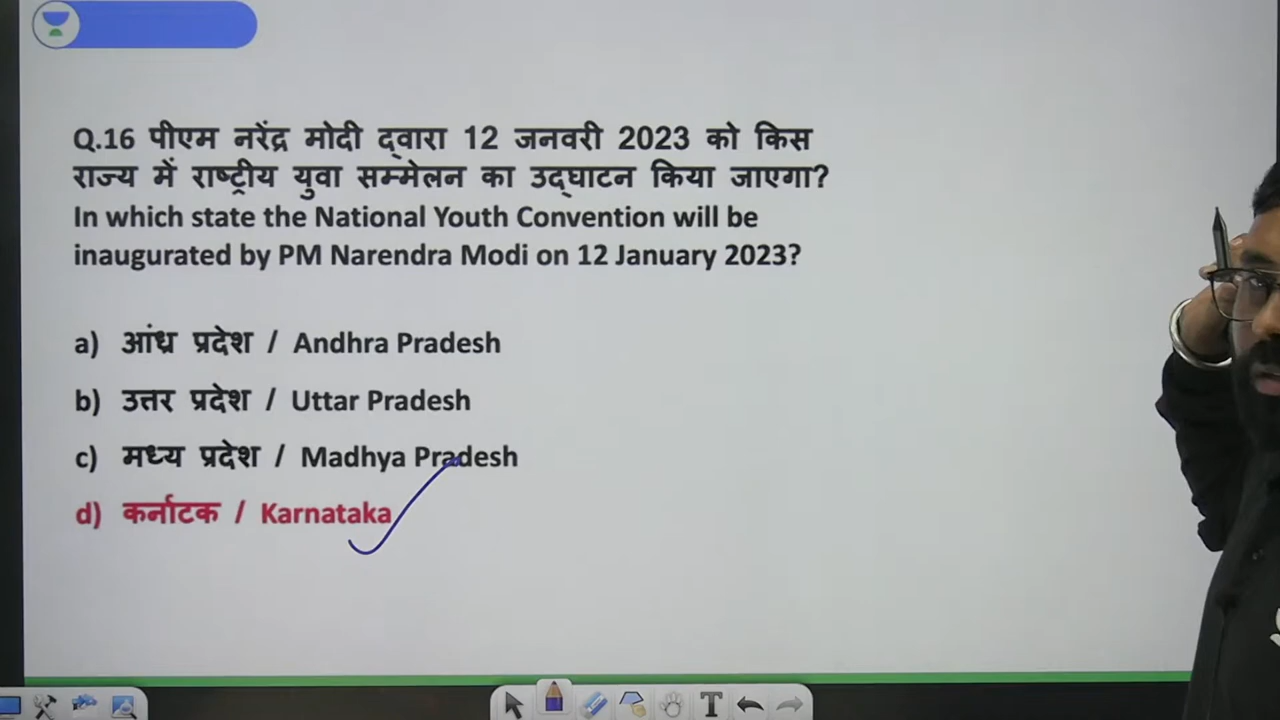 Q.16 पीएम नरेंद्र मोदी द्वारा 12 जनवरी 2023 को किस
राज्य में राष्ट्रीय युवा सम्मेलन का उद्घाटन किया जाएगा?
In which state the National Youth Convention will be
inaugurated by PM Narendra Modi on 12 January 2023?
a) आंध्र प्रदेश / Andhra Pradesh
b) उत्तर प्रदेश / Uttar Pradesh
c) मध्य प्रदेश / Madhya Pradesh
d) कर्नाटक / Karnataka
T